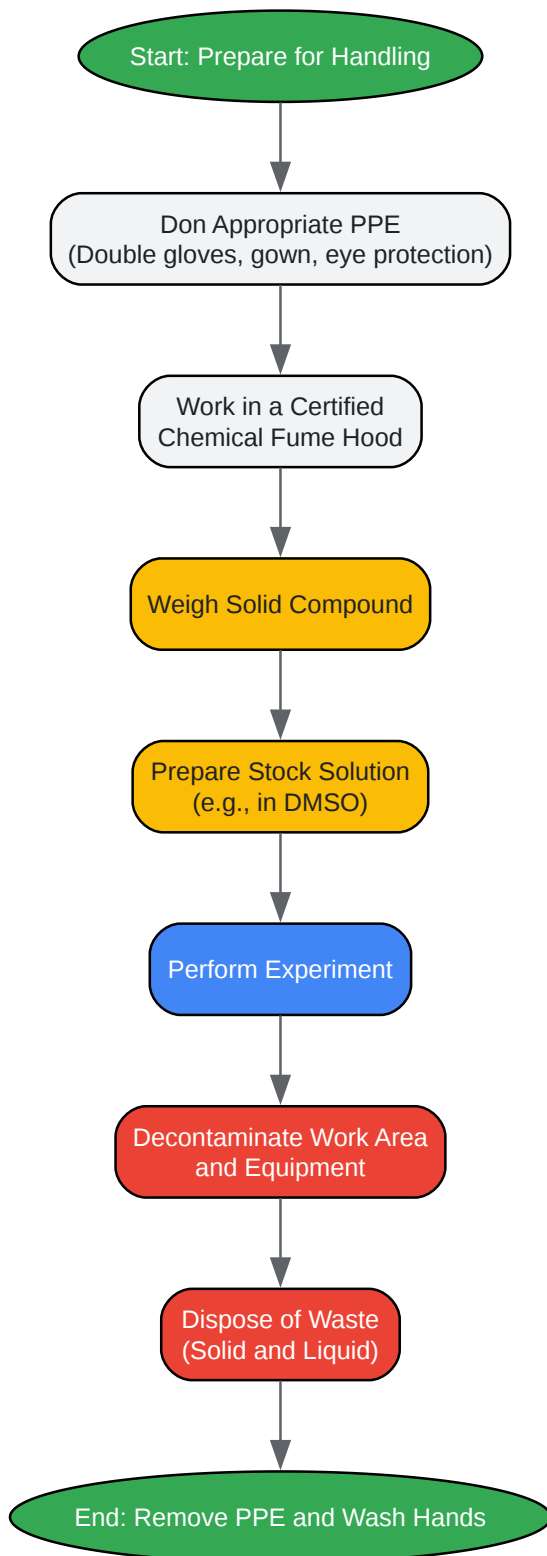 Start: Prepare for Handling
Don Appropriate PPE
(Double gloves, gown, eye protection)
Work in a Certified
Chemical Fume Hood
Weigh Solid Compound
Prepare Stock Solution
(e.g., in DMSO)
Perform Experiment
Decontaminate Work Area
and Equipment
Dispose of Waste
(Solid and Liquid)
End: Remove PPE and Wash Hands